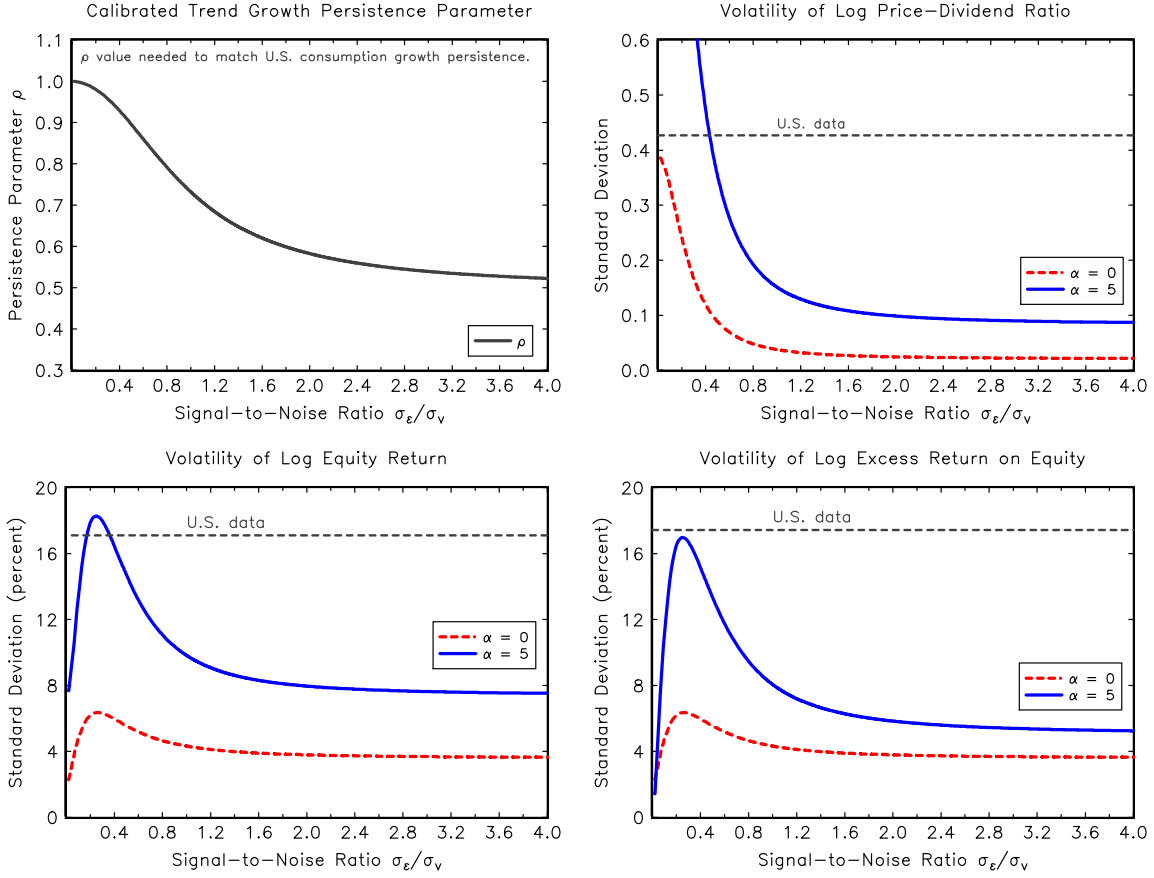 Calibrated Trend Growth Persistence Parameter
ρ value needed to match U.S. consumption growth persistence.
Persistence Parameter ρ
1.1
1.0
0.9
0.8
0.7
0.6
0.5
0.4
0.3
ρ
0.4 0.8 1.2 1.6 2.0 2.4 2.8 3.2 3.6 4.0
Signal-to-Noise Ratio σε/σv
Volatility of Log Price-Dividend Ratio
Standard Deviation
0.6
0.5
0.4
0.3
0.2
0.1
0.0
U.S. data
α = 0
α = 5
0.4 0.8 1.2 1.6 2.0 2.4 2.8 3.2 3.6 4.0
Signal-to-Noise Ratio σε/σv
Volatility of Log Equity Return
Standard Deviation (percent)
20
16
12
8
4
0
U.S. data
α = 0
α = 5
0.4 0.8 1.2 1.6 2.0 2.4 2.8 3.2 3.6 4.0
Signal-to-Noise Ratio σε/σv
Volatility of Log Excess Return on Equity
Standard Deviation (percent)
20
16
12
8
4
0
U.S. data
α = 0
α = 5
0.4 0.8 1.2 1.6 2.0 2.4 2.8 3.2 3.6 4.0
Signal-to-Noise Ratio σε/σv